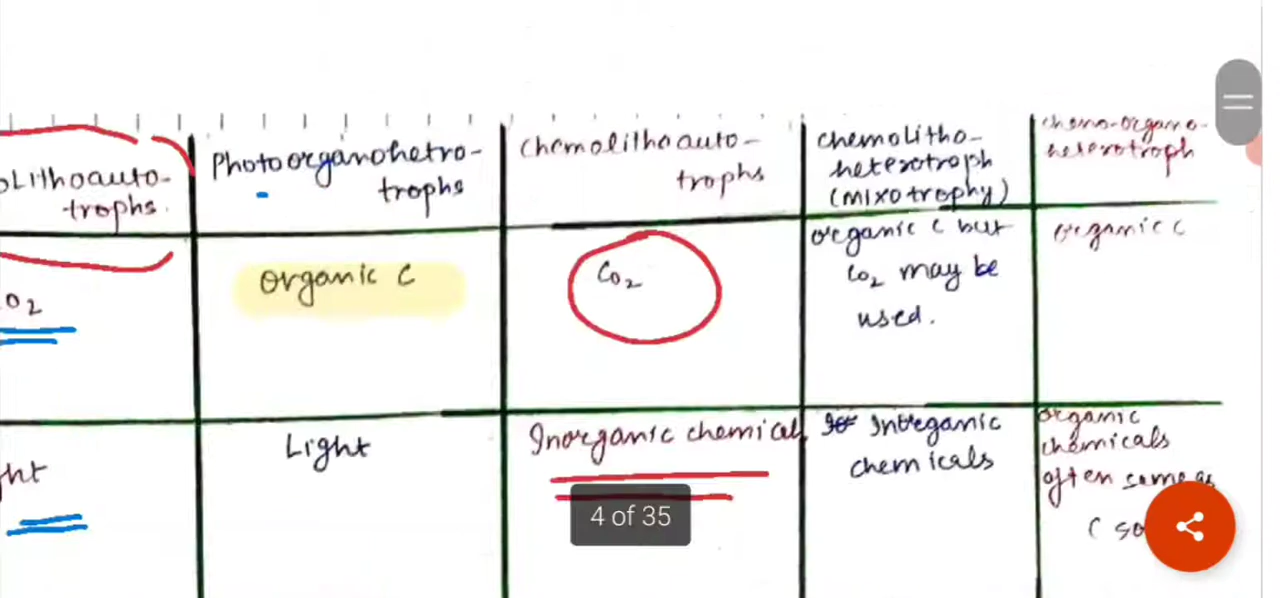 oLithoauto-
trophs.
Photoorganohetro-
trophs
chemolithoauto-
trophs
chemolitho-
heterotroph
(mixotrophy)
chemo-organo-
heterotroph
O2
organic C
Co2
organic C but
Co2 may be
used.
organic C
ht
Light
Inorganic chemical,
Inorganic
chemicals
organic
chemicals
often same as
C so
4 of 35